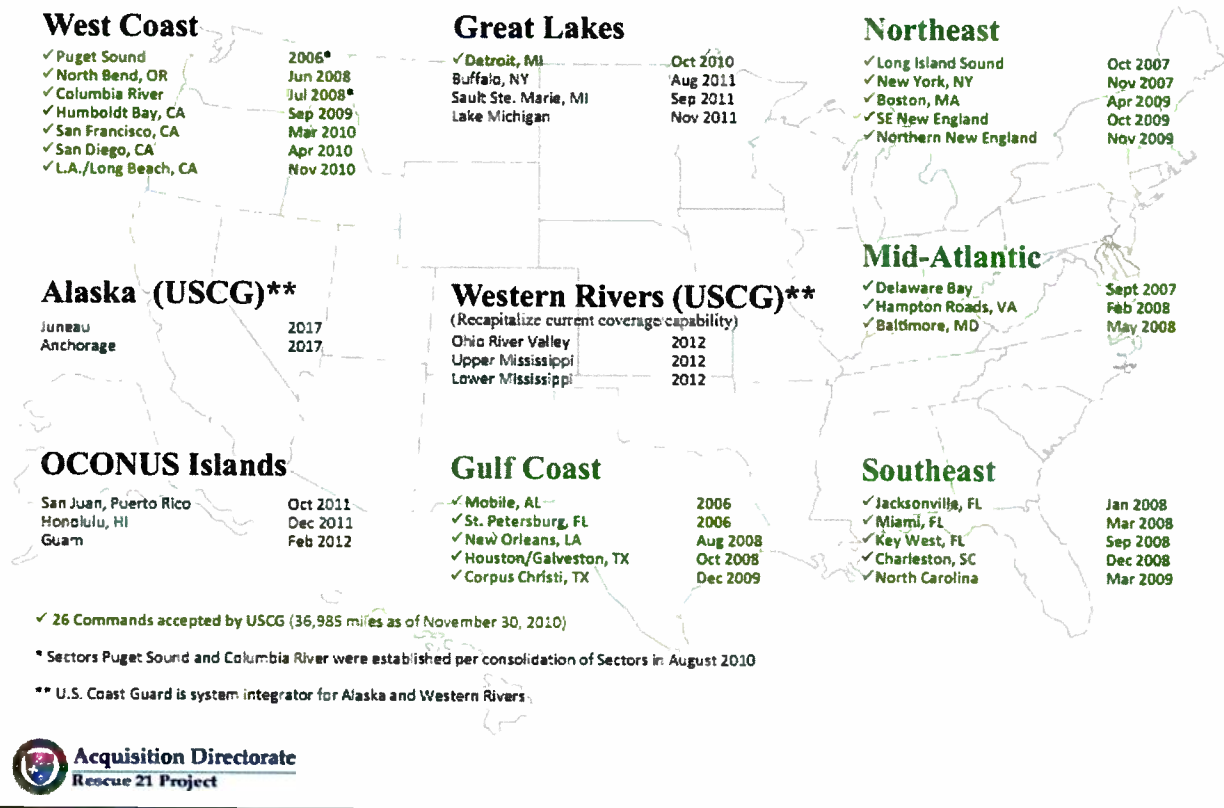 West Coast
✓ Puget Sound 2006*
✓ North Bend, OR Jun 2008
✓ Columbia River Jul 2008*
✓ Humboldt Bay, CA Sep 2009
✓ San Francisco, CA Mar 2010
✓ San Diego, CA Apr 2010
✓ L.A./Long Beach, CA Nov 2010
Great Lakes
✓ Detroit, MI Oct 2010
Buffalo, NY Aug 2011
Sault Ste. Marie, MI Sep 2011
Lake Michigan Nov 2011
Northeast
✓ Long Island Sound Oct 2007
✓ New York, NY Nov 2007
✓ Boston, MA Apr 2009
✓ SE New England Oct 2009
✓ Northern New England Nov 2009
Mid-Atlantic
✓ Delaware Bay Sept 2007
✓ Hampton Roads, VA Feb 2008
✓ Baltimore, MD May 2008
Alaska (USCG)**
Juneau 2017
Anchorage 2017
Western Rivers (USCG)**
(Recapitalize current coverage capability)
Ohio River Valley 2012
Upper Mississippi 2012
Lower Mississippi 2012
OCONUS Islands
San Juan, Puerto Rico Oct 2011
Honolulu, HI Dec 2011
Guam Feb 2012
Gulf Coast
✓ Mobile, AL 2006
✓ St. Petersburg, FL 2006
✓ New Orleans, LA Aug 2008
✓ Houston/Galveston, TX Oct 2008
✓ Corpus Christi, TX Dec 2009
Southeast
✓ Jacksonville, FL Jan 2008
✓ Miami, FL Mar 2008
✓ Key West, FL Sep 2008
✓ Charleston, SC Dec 2008
✓ North Carolina Mar 2009
✓ 26 Commands accepted by USCG (36,985 miles as of November 30, 2010)
* Sectors Puget Sound and Columbia River were established per consolidation of Sectors in August 2010
** U.S. Coast Guard is system integrator for Alaska and Western Rivers
Acquisition Directorate
Rescue 21 Project